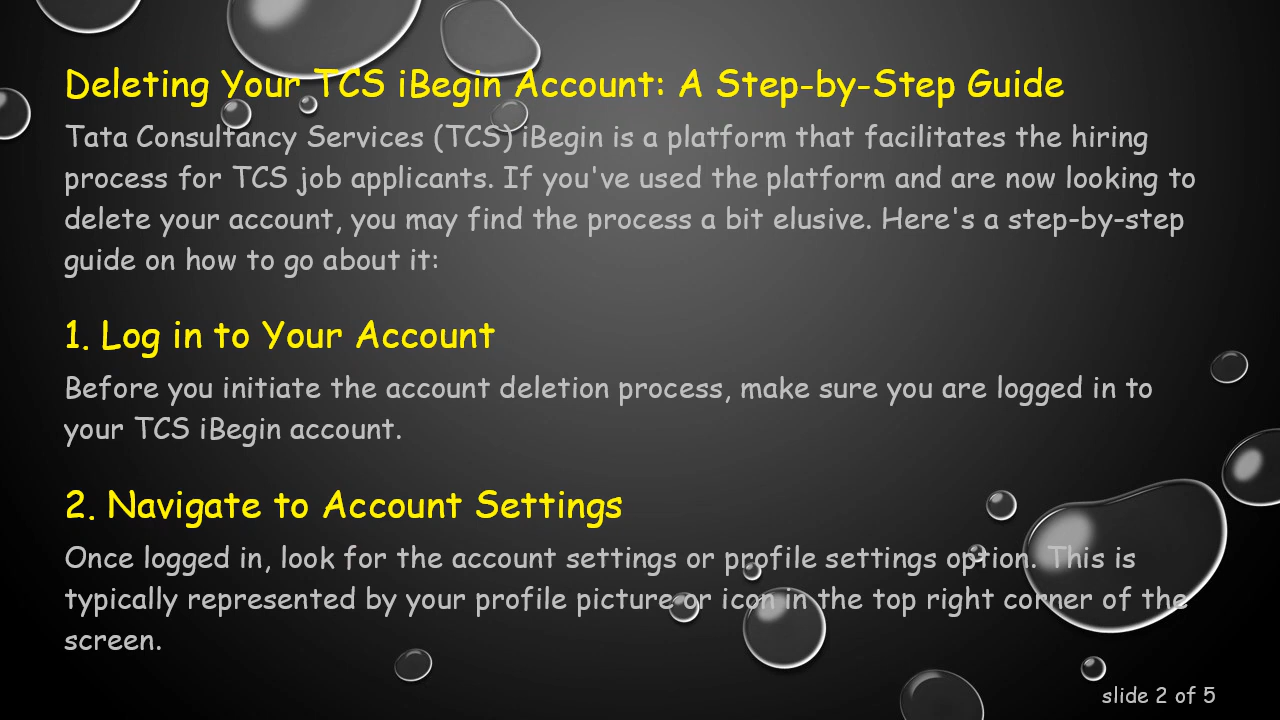 Deleting Your TCS iBegin Account: A Step-by-Step Guide
Tata Consultancy Services (TCS) iBegin is a platform that facilitates the hiring
process for TCS job applicants. If you've used the platform and are now looking to
delete your account, you may find the process a bit elusive. Here's a step-by-step
guide on how to go about it:
1. Log in to Your Account
Before you initiate the account deletion process, make sure you are logged in to
your TCS iBegin account.
2. Navigate to Account Settings
Once logged in, look for the account settings or profile settings option. This is
typically represented by your profile picture or icon in the top right corner of the
screen.
slide 2 of 5